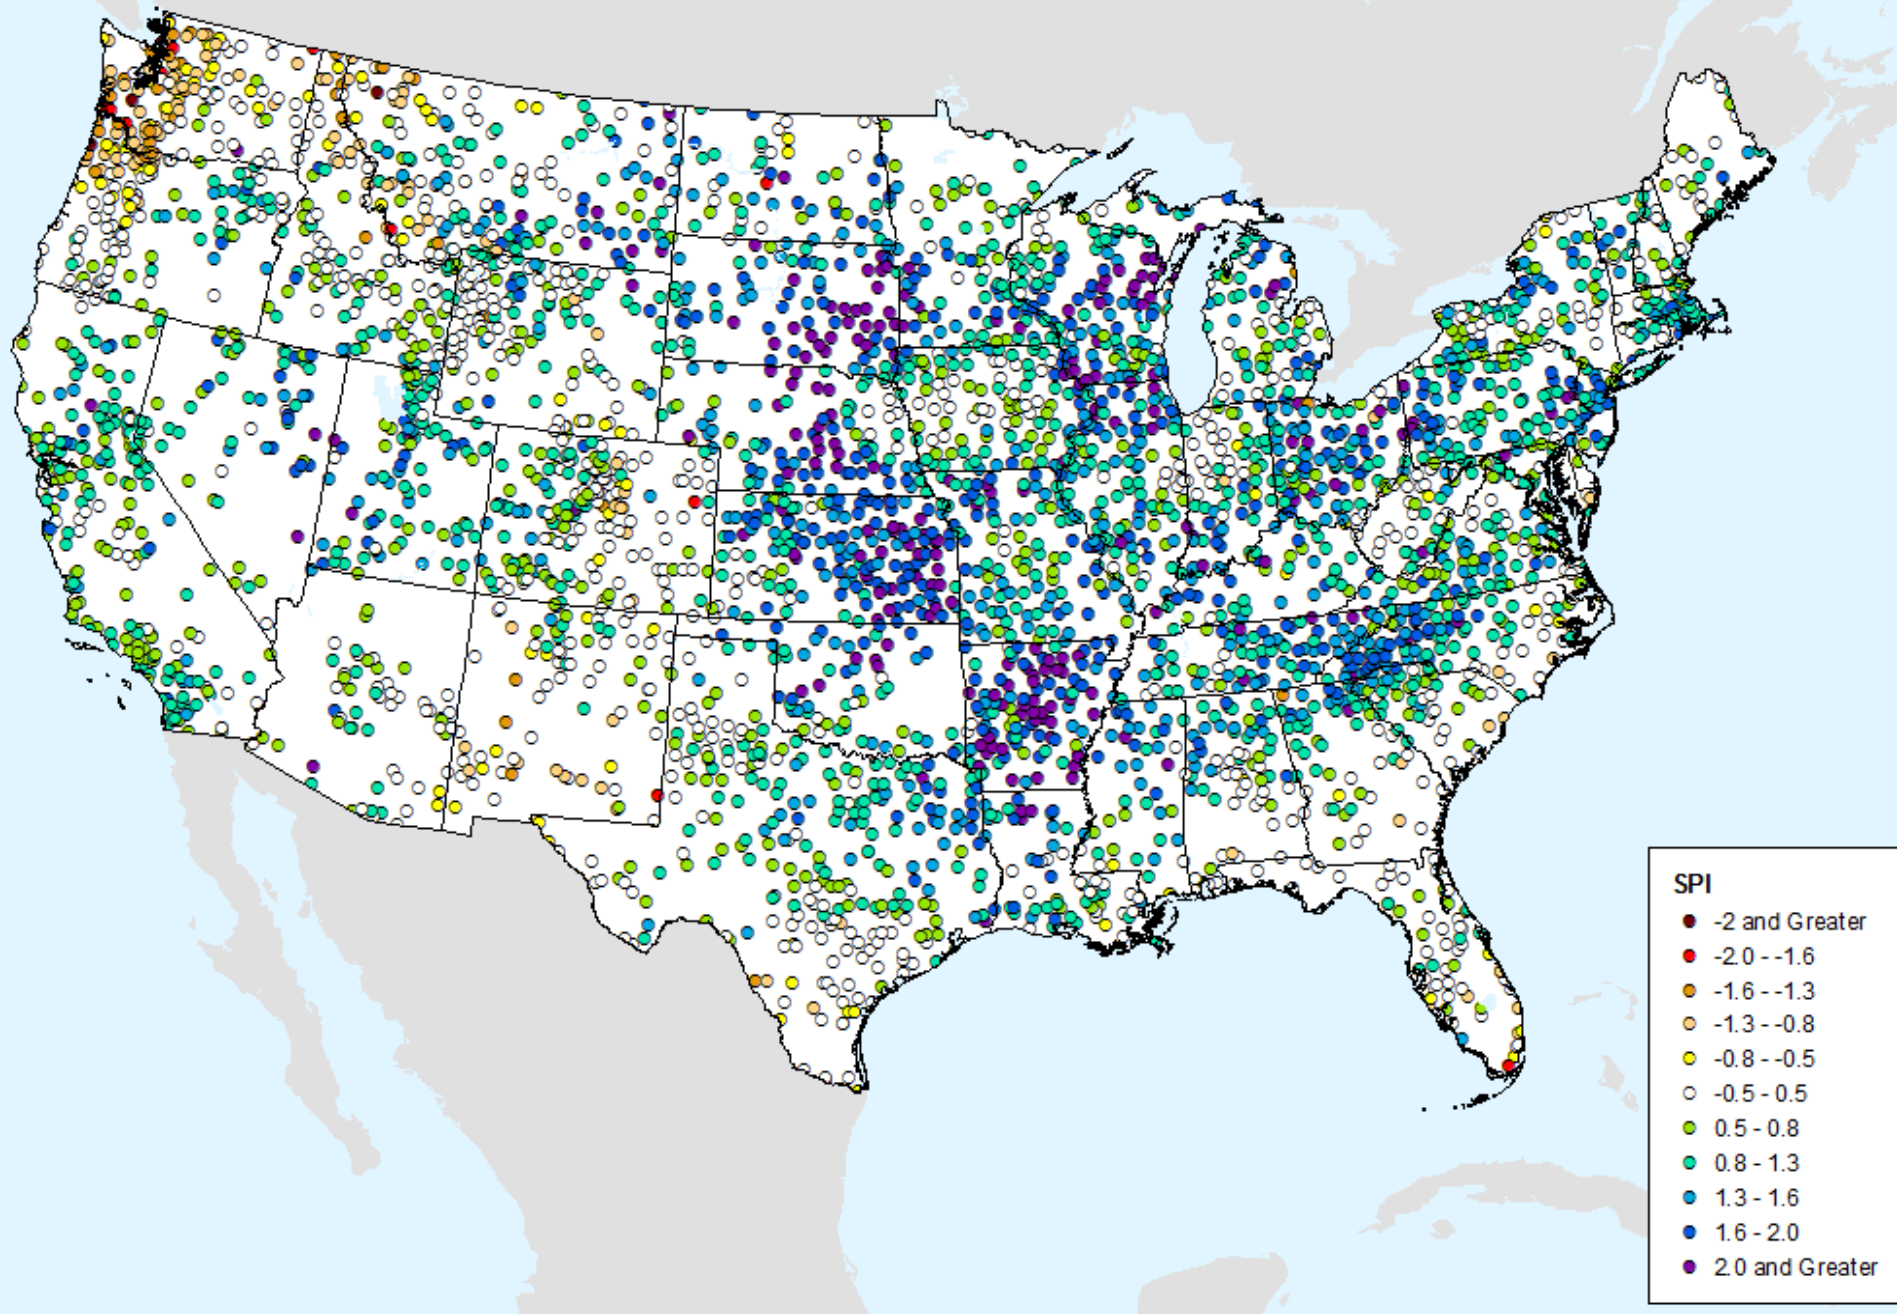 SPI
-2 and Greater
-2.0 - -1.6
-1.6 - -1.3
-1.3 - -0.8
-0.8 - -0.5
-0.5 - 0.5
0.5 - 0.8
0.8 - 1.3
1.3 - 1.6
1.6 - 2.0
2.0 and Greater